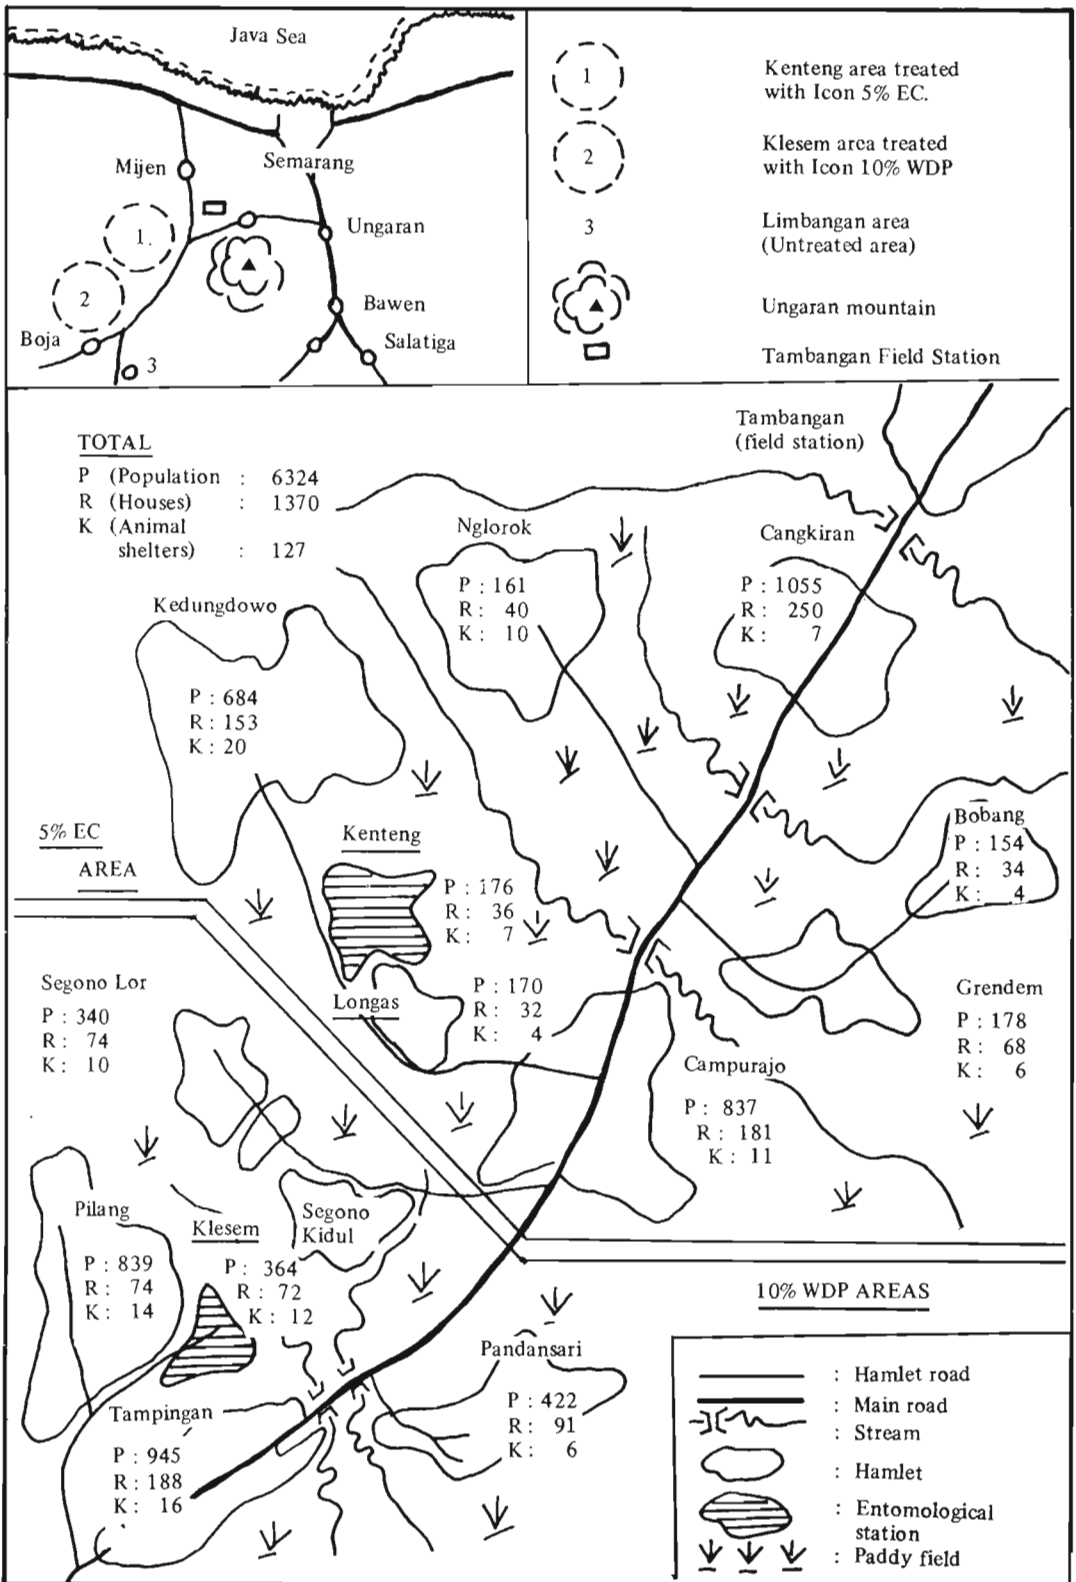 Java Sea
Mijen
Semarang
1.
Ungaran
2
Bawen
Boja
Salatiga
3
1
Kenteng area treated
with Icon 5% EC.
2
Klesem area treated
with Icon 10% WDP
3
Limbangan area
(Untreated area)
Ungaran mountain
Tambangan Field Station
TOTAL
P (Population : 6324
R (Houses) : 1370
K (Animal
shelters) : 127
Tambangan
(field station)
Nglorok
P : 161
R : 40
K : 10
Cangkiran
P : 1055
R : 250
K : 7
Kedungdowo
P : 684
R : 153
K : 20
5% EC
AREA
Kenteng
P : 176
R : 36
K : 7
Bobang
P : 154
R : 34
K : 4
Longas
P : 170
R : 32
K : 4
Segono Lor
P : 340
R : 74
K : 10
Grendem
P : 178
R : 68
K : 6
Campurajo
P : 837
R : 181
K : 11
Pilang
P : 839
R : 74
K : 14
Klesem
P : 364
R : 72
K : 12
Segono
Kidul
10% WDP AREAS
Pandansari
P : 422
R : 91
K : 6
Tampingan
P : 945
R : 188
K : 16
: Hamlet road
: Main road
: Stream
: Hamlet
: Entomological
station
: Paddy field